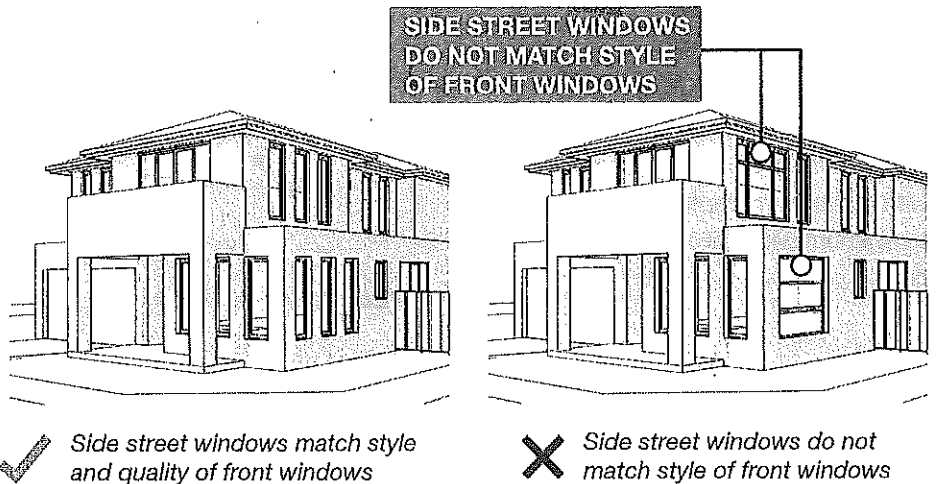 SIDE STREET WINDOWS
DO NOT MATCH STYLE
OF FRONT WINDOWS
Side street windows match style
and quality of front windows
Side street windows do not
match style of front windows